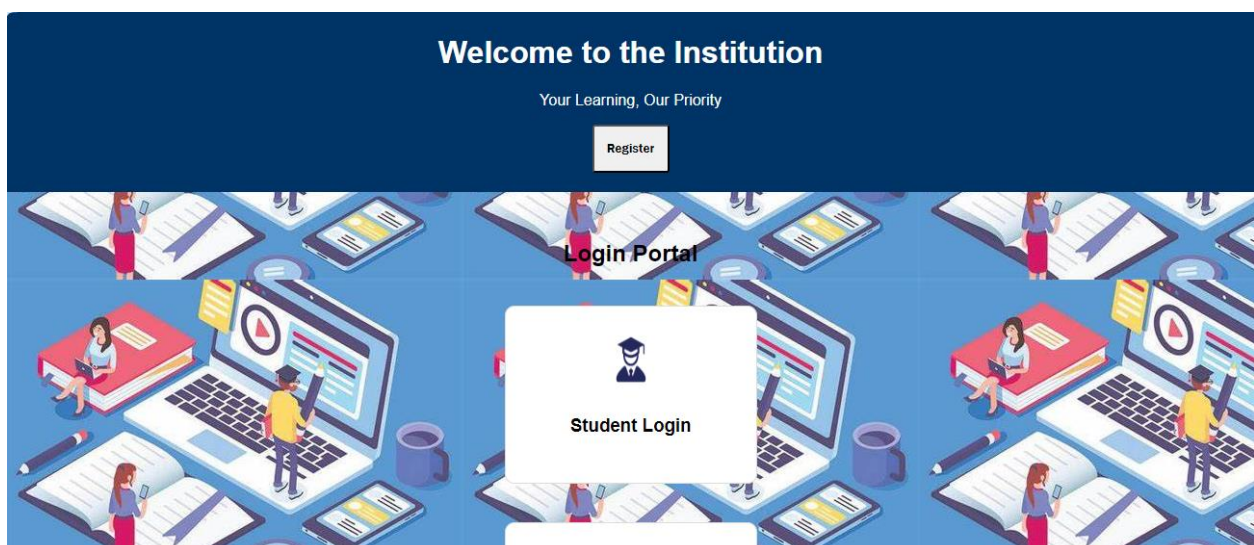 Welcome to the Institution
Your Learning, Our Priority
Register
Login Portal
Student Login